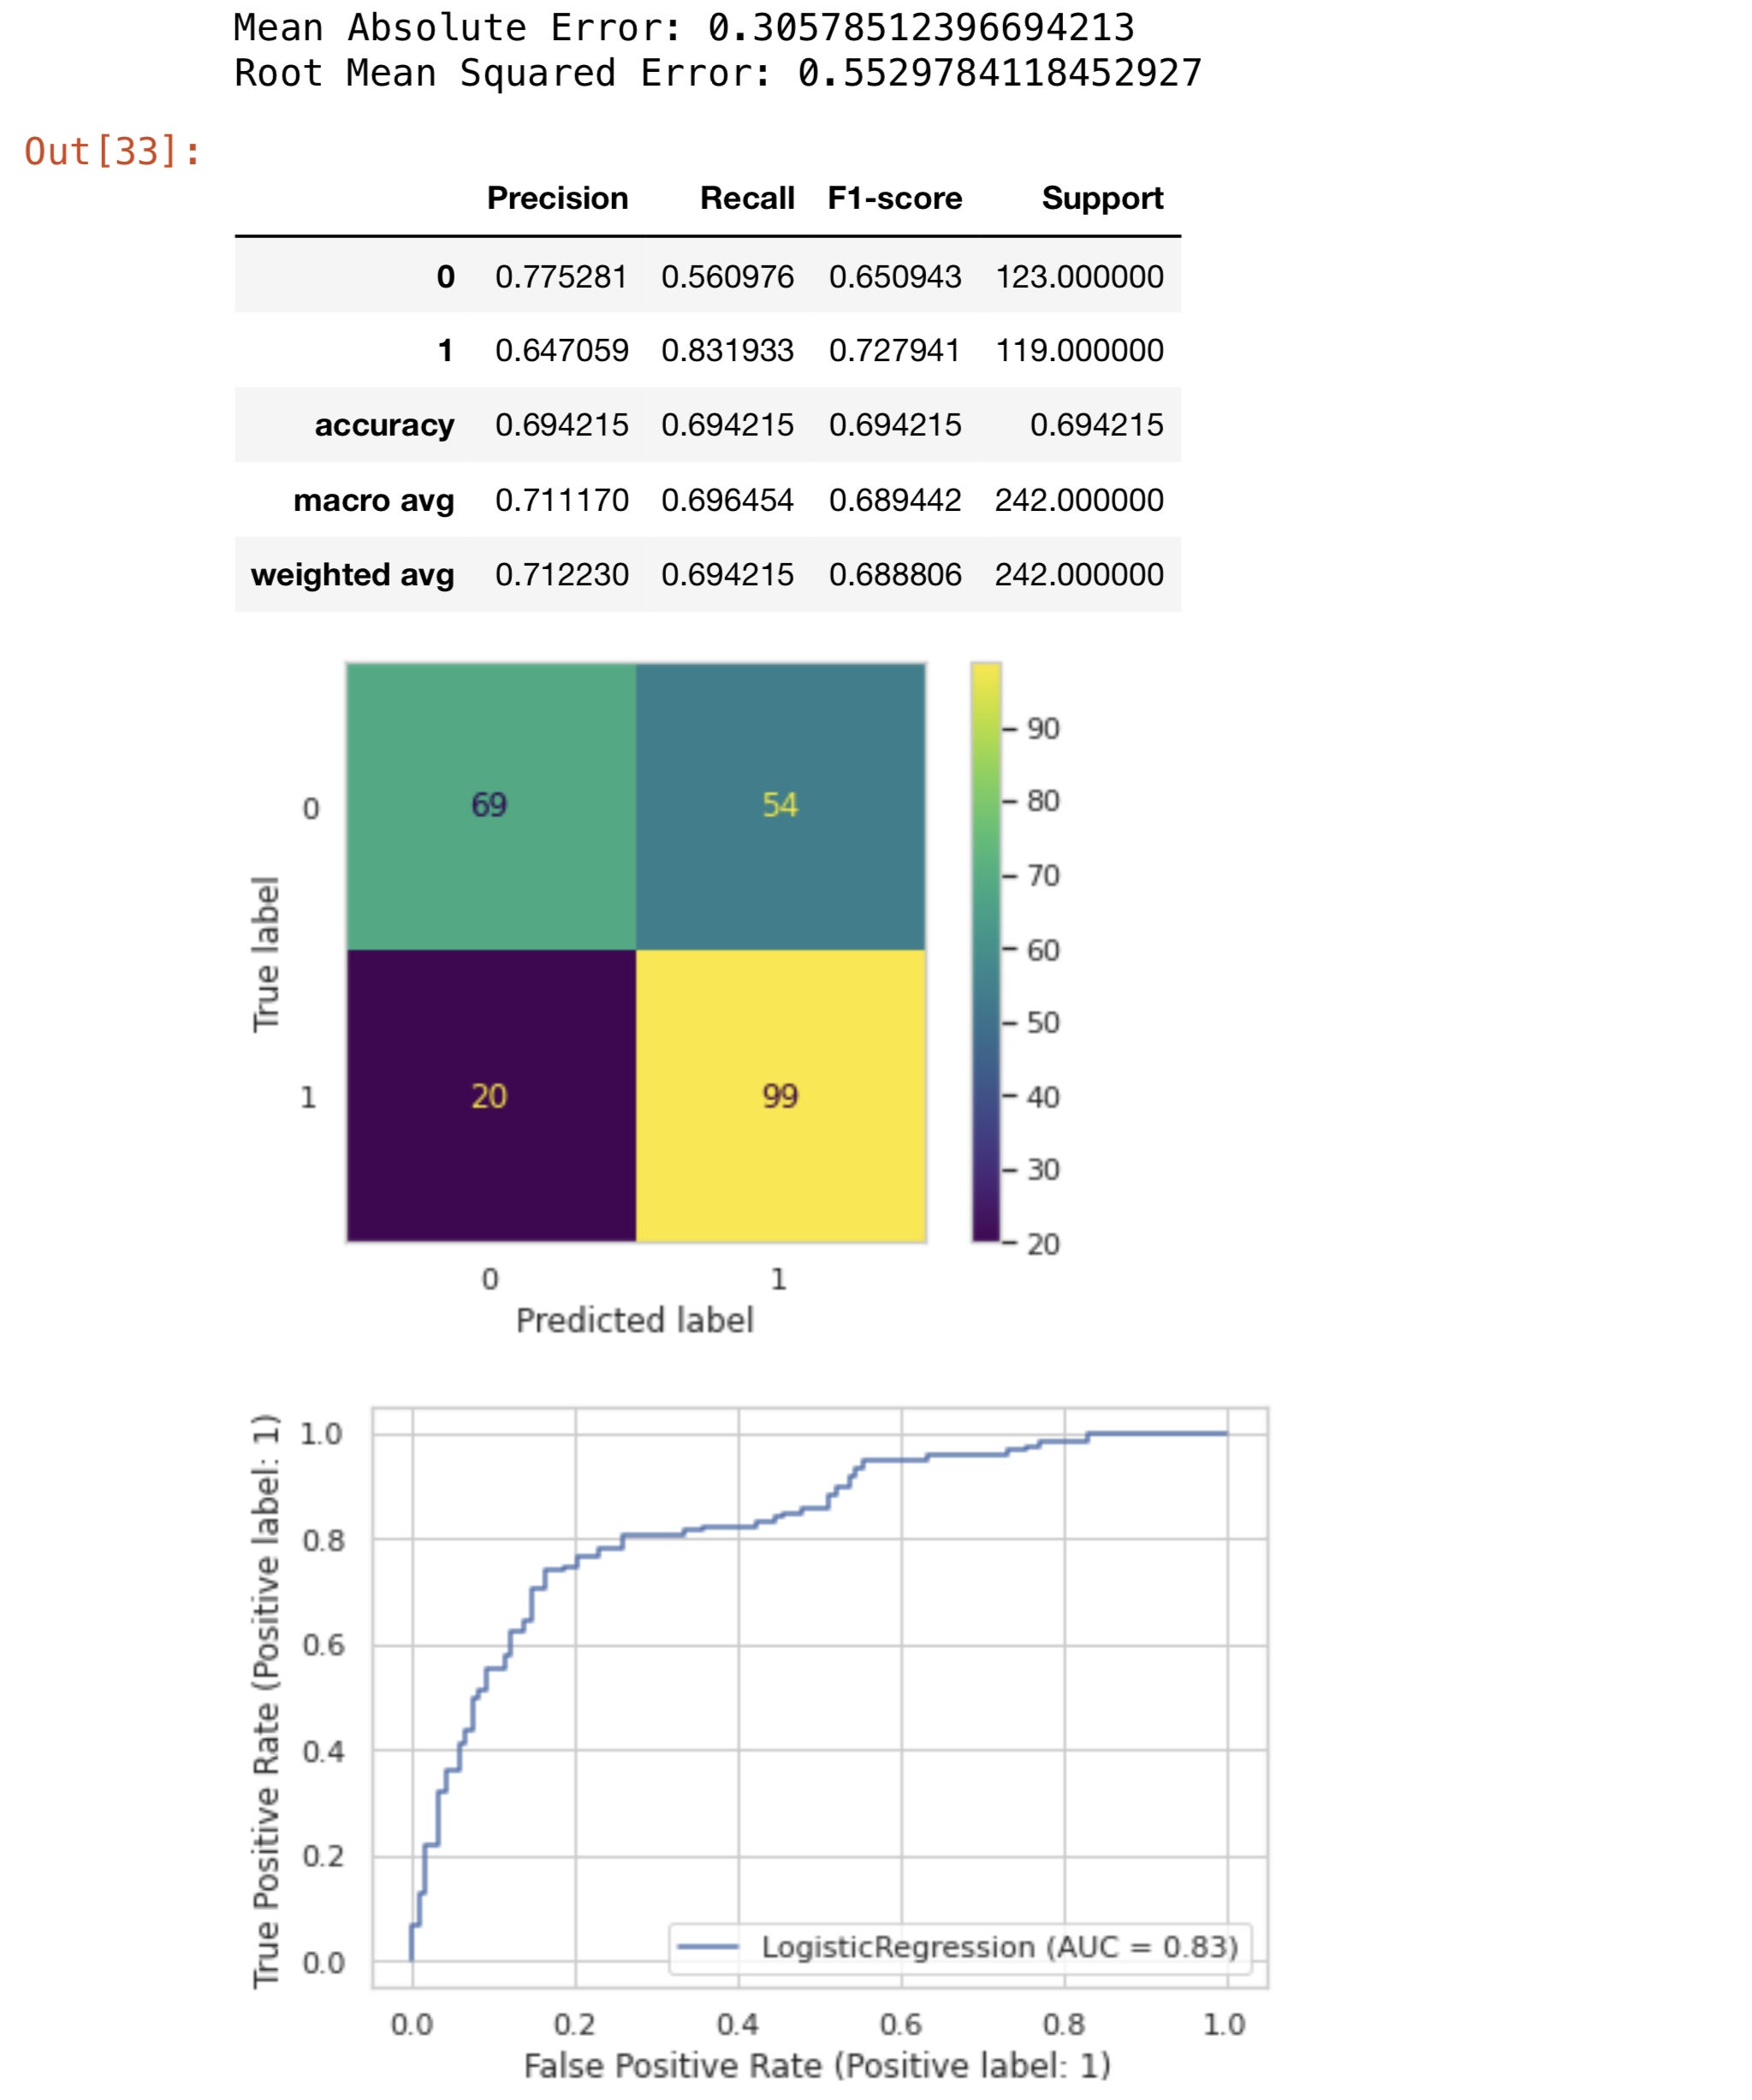 Mean Absolute Error: 0.30578512396694213
Root Mean Squared Error: 0.5529784118452927
Out[33]:
Precision Recall F1-score Support
0 0.775281 0.560976 0.650943 123.000000
1 0.647059 0.831933 0.727941 119.000000
accuracy 0.694215 0.694215 0.694215 0.694215
macro avg 0.711170 0.696454 0.689442 242.000000
weighted avg 0.712230 0.694215 0.688806 242.000000
True label
0
1
69 54
20 99
0 1
Predicted label
90
80
70
60
50
40
30
20
True Positive Rate (Positive label: 1)
1.0
0.8
0.6
0.4
0.2
0.0
LogisticRegression (AUC = 0.83)
0.0 0.2 0.4 0.6 0.8 1.0
False Positive Rate (Positive label: 1)